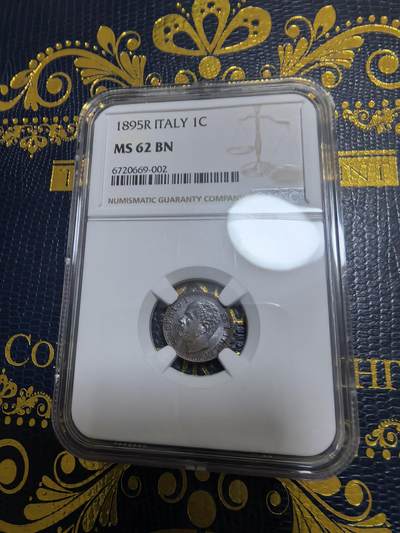 1895R ITALY 1C
MS 62 BN
6720669-002
NUMISMATIC GUARANTY COMPANY